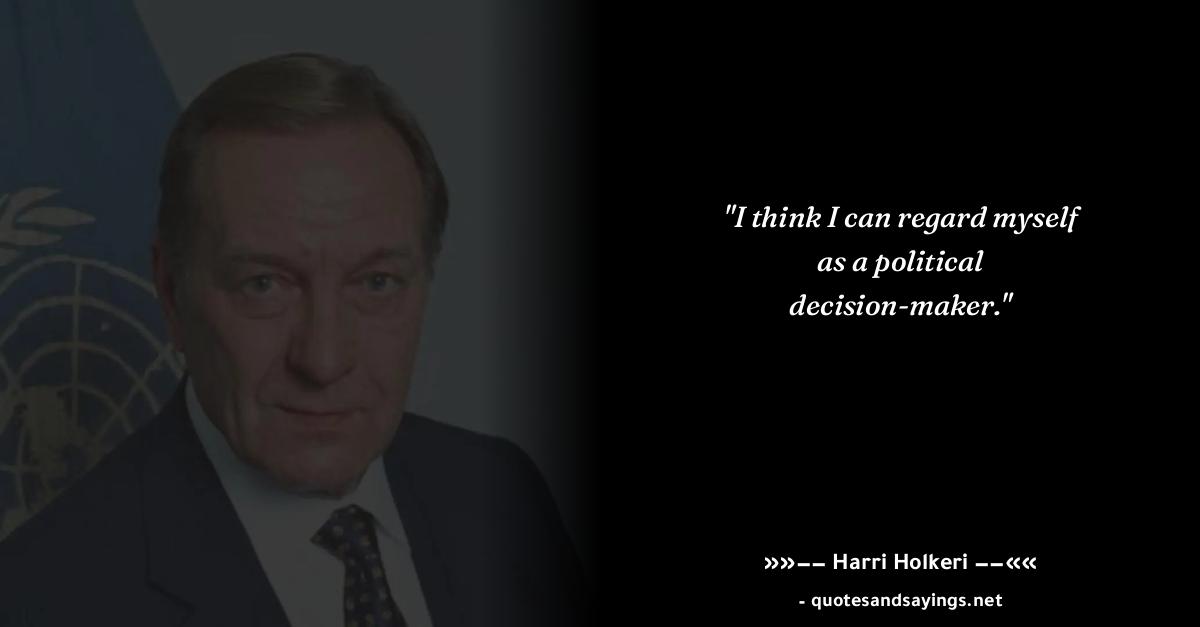 "I think I can regard myself
as a political
decision-maker."
»»−− Harri Holkeri −−««
- quotesandsayings.net